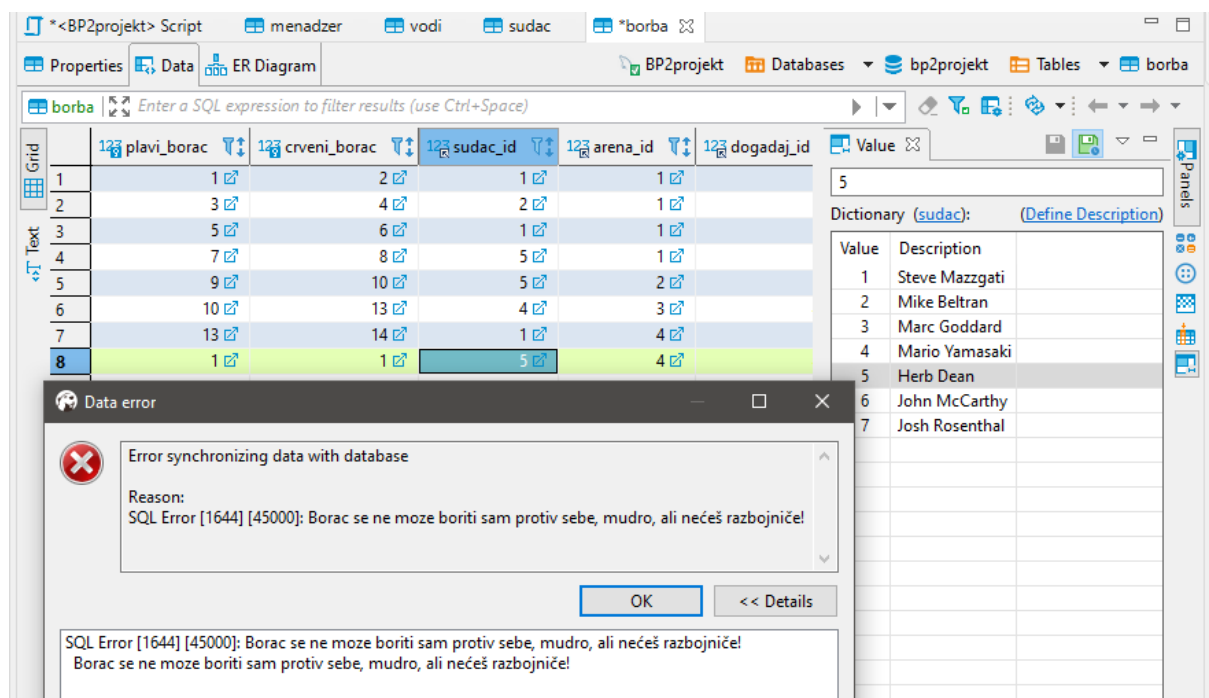 *<BP2projekt> Script menadzer vodi sudac *borba
Properties Data ER Diagram BP2projekt Databases bp2projekt Tables borba
borba Enter a SQL expression to filter results (use Ctrl+Space)
Grid
Text
123 plavi_borac 123 crveni_borac 123 sudac_id 123 arena_id 123 dogadaj_id
1 1 2 1 1
2 3 4 2 1
3 5 6 1 1
4 7 8 5 1
5 9 10 5 2
6 10 13 4 3
7 13 14 1 4
8 1 1 5 4
Value
5
Dictionary (sudac): (Define Description)
Value Description
1 Steve Mazzgati
2 Mike Beltran
3 Marc Goddard
4 Mario Yamasaki
5 Herb Dean
6 John McCarthy
7 Josh Rosenthal
Panels
Data error
Error synchronizing data with database
Reason:
SQL Error [1644] [45000]: Borac se ne moze boriti sam protiv sebe, mudro, ali nećeš razbojniče!
OK << Details
SQL Error [1644] [45000]: Borac se ne moze boriti sam protiv sebe, mudro, ali nećeš razbojniče!
Borac se ne moze boriti sam protiv sebe, mudro, ali nećeš razbojniče!